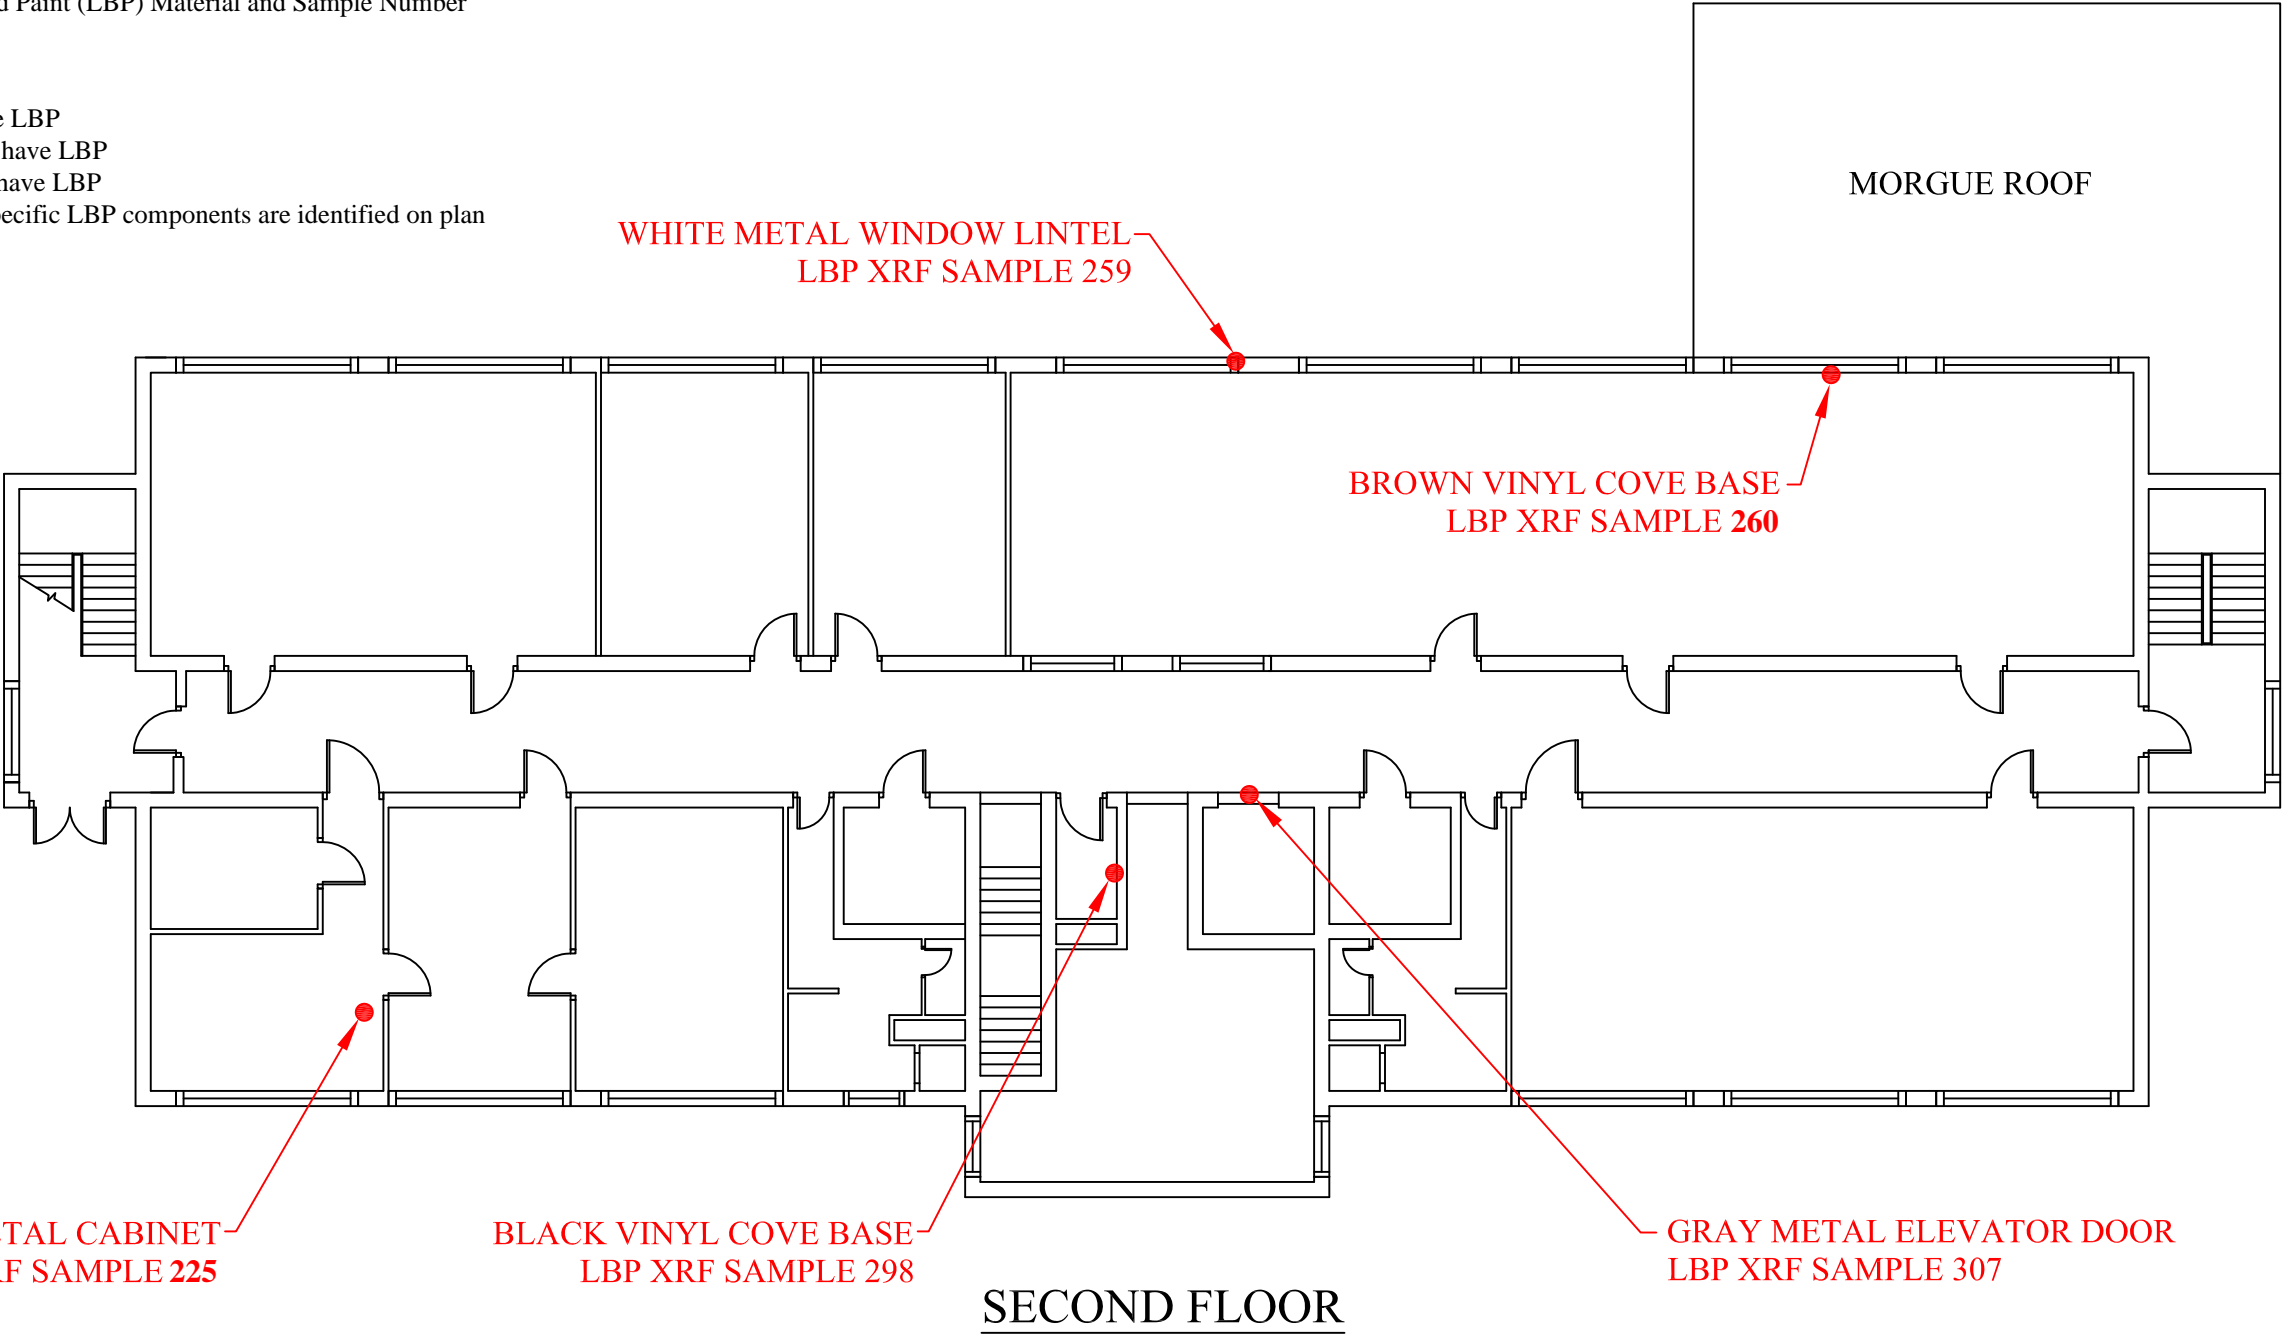 Paint (LBP) Material and Sample Number
LBP
have LBP
have LBP
LBP components are identified on plan
MORGUE ROOF
WHITE METAL WINDOW LINTEL
LBP XRF SAMPLE 259
BROWN VINYL COVE BASE
LBP XRF SAMPLE 260
CABINET
SAMPLE 225
BLACK VINYL COVE BASE
LBP XRF SAMPLE 298
GRAY METAL ELEVATOR DOOR
LBP XRF SAMPLE 307
SECOND FLOOR